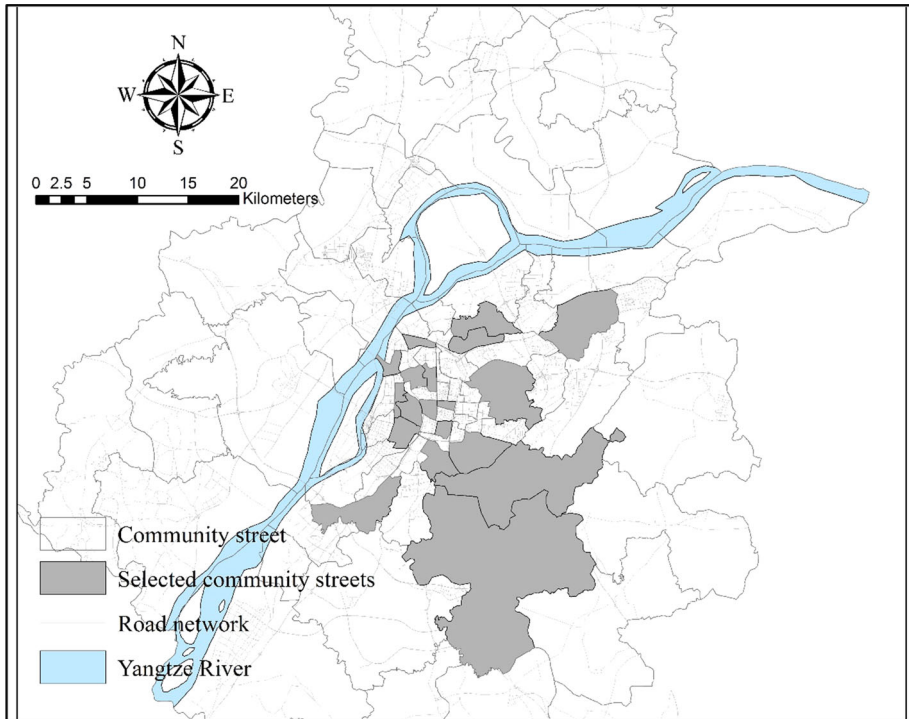 N
W E
S
0 2.5 5 10 15 20
Kilometers
Community street
Selected community streets
Road network
Yangtze River